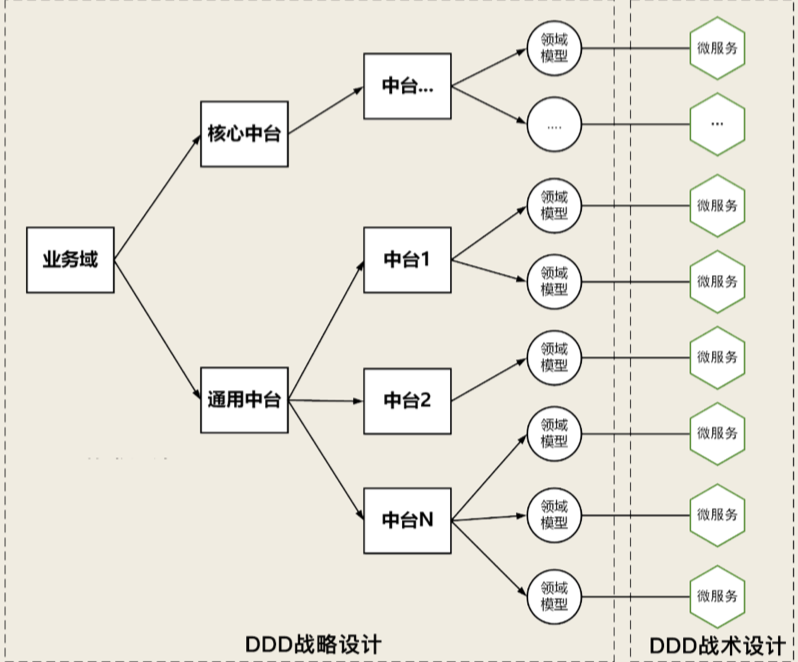 业务域
核心中台
通用中台
中台...
中台1
中台2
中台N
领域
模型
....
领域
模型
领域
模型
领域
模型
领域
模型
领域
模型
领域
模型
微服务
...
微服务
微服务
微服务
微服务
微服务
微服务
DDD战略设计
DDD战术设计